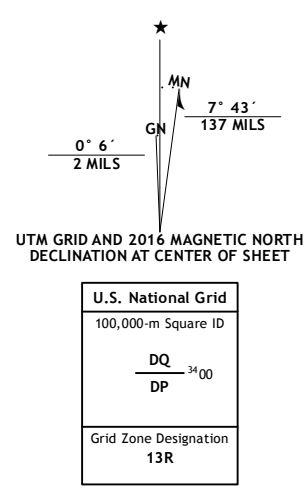 MN
GN
7° 43´
137 MILS
0° 6´
2 MILS
UTM GRID AND 2016 MAGNETIC NORTH
DECLINATION AT CENTER OF SHEET
U.S. National Grid
100,000-m Square ID
DQ
3400
DP
Grid Zone Designation
13R